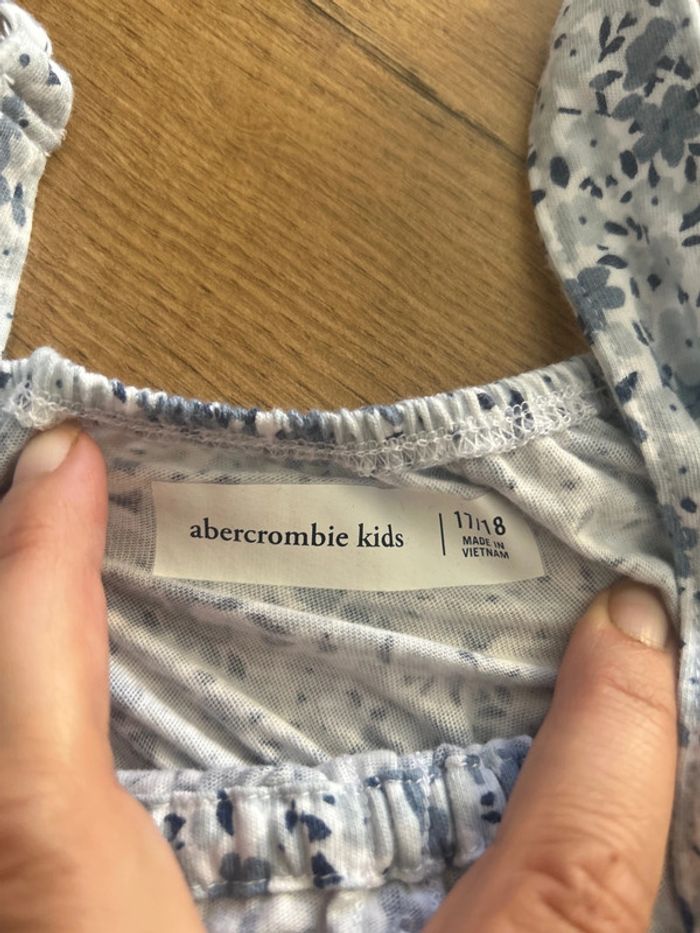 abercrombie kids
17/18
MADE IN
VIETNAM